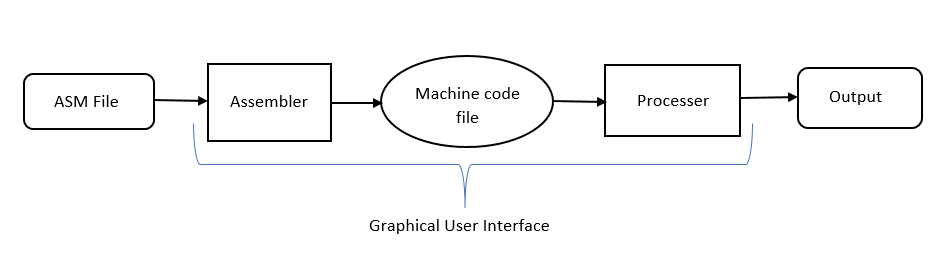 ASM File
Assembler
Machine code
file
Processer
Output
Graphical User Interface